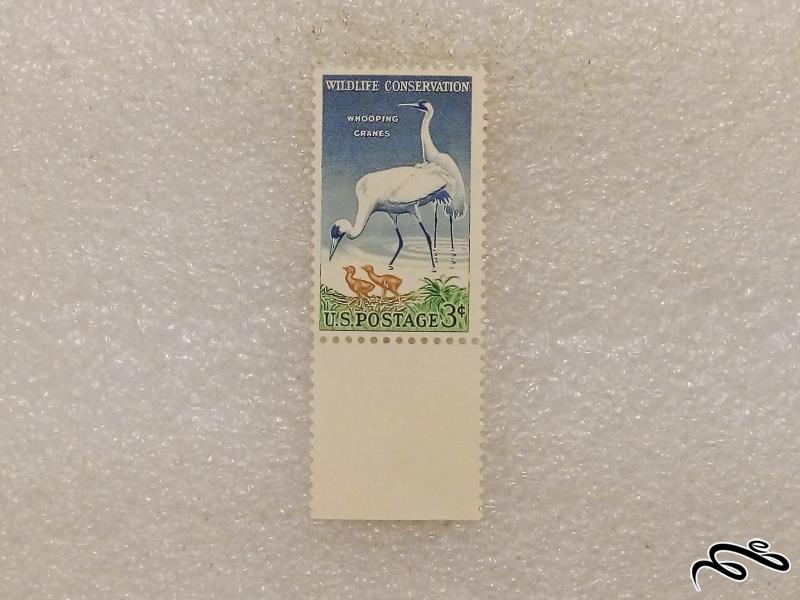 WILDLIFE CONSERVATION
WHOOPING
CRANES
U.S.POSTAGE 3¢